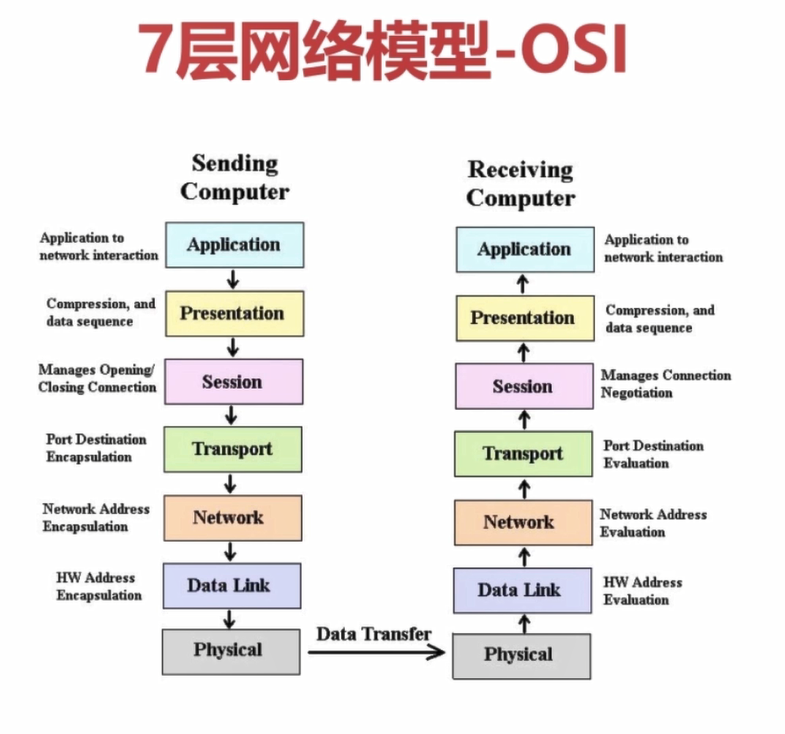 7层网络模型-OSI
Sending
Computer
Application to
network interaction
Application
Compression, and
data sequence
Presentation
Manages Opening/
Closing Connection
Session
Port Destination
Encapsulation
Transport
Network Address
Encapsulation
Network
HW Address
Encapsulation
Data Link
Physical
Data Transfer
Receiving
Computer
Application
Application to
network interaction
Presentation
Compression, and
data sequence
Session
Manages Connection
Negotiation
Transport
Port Destination
Evaluation
Network
Network Address
Evaluation
Data Link
HW Address
Evaluation
Physical